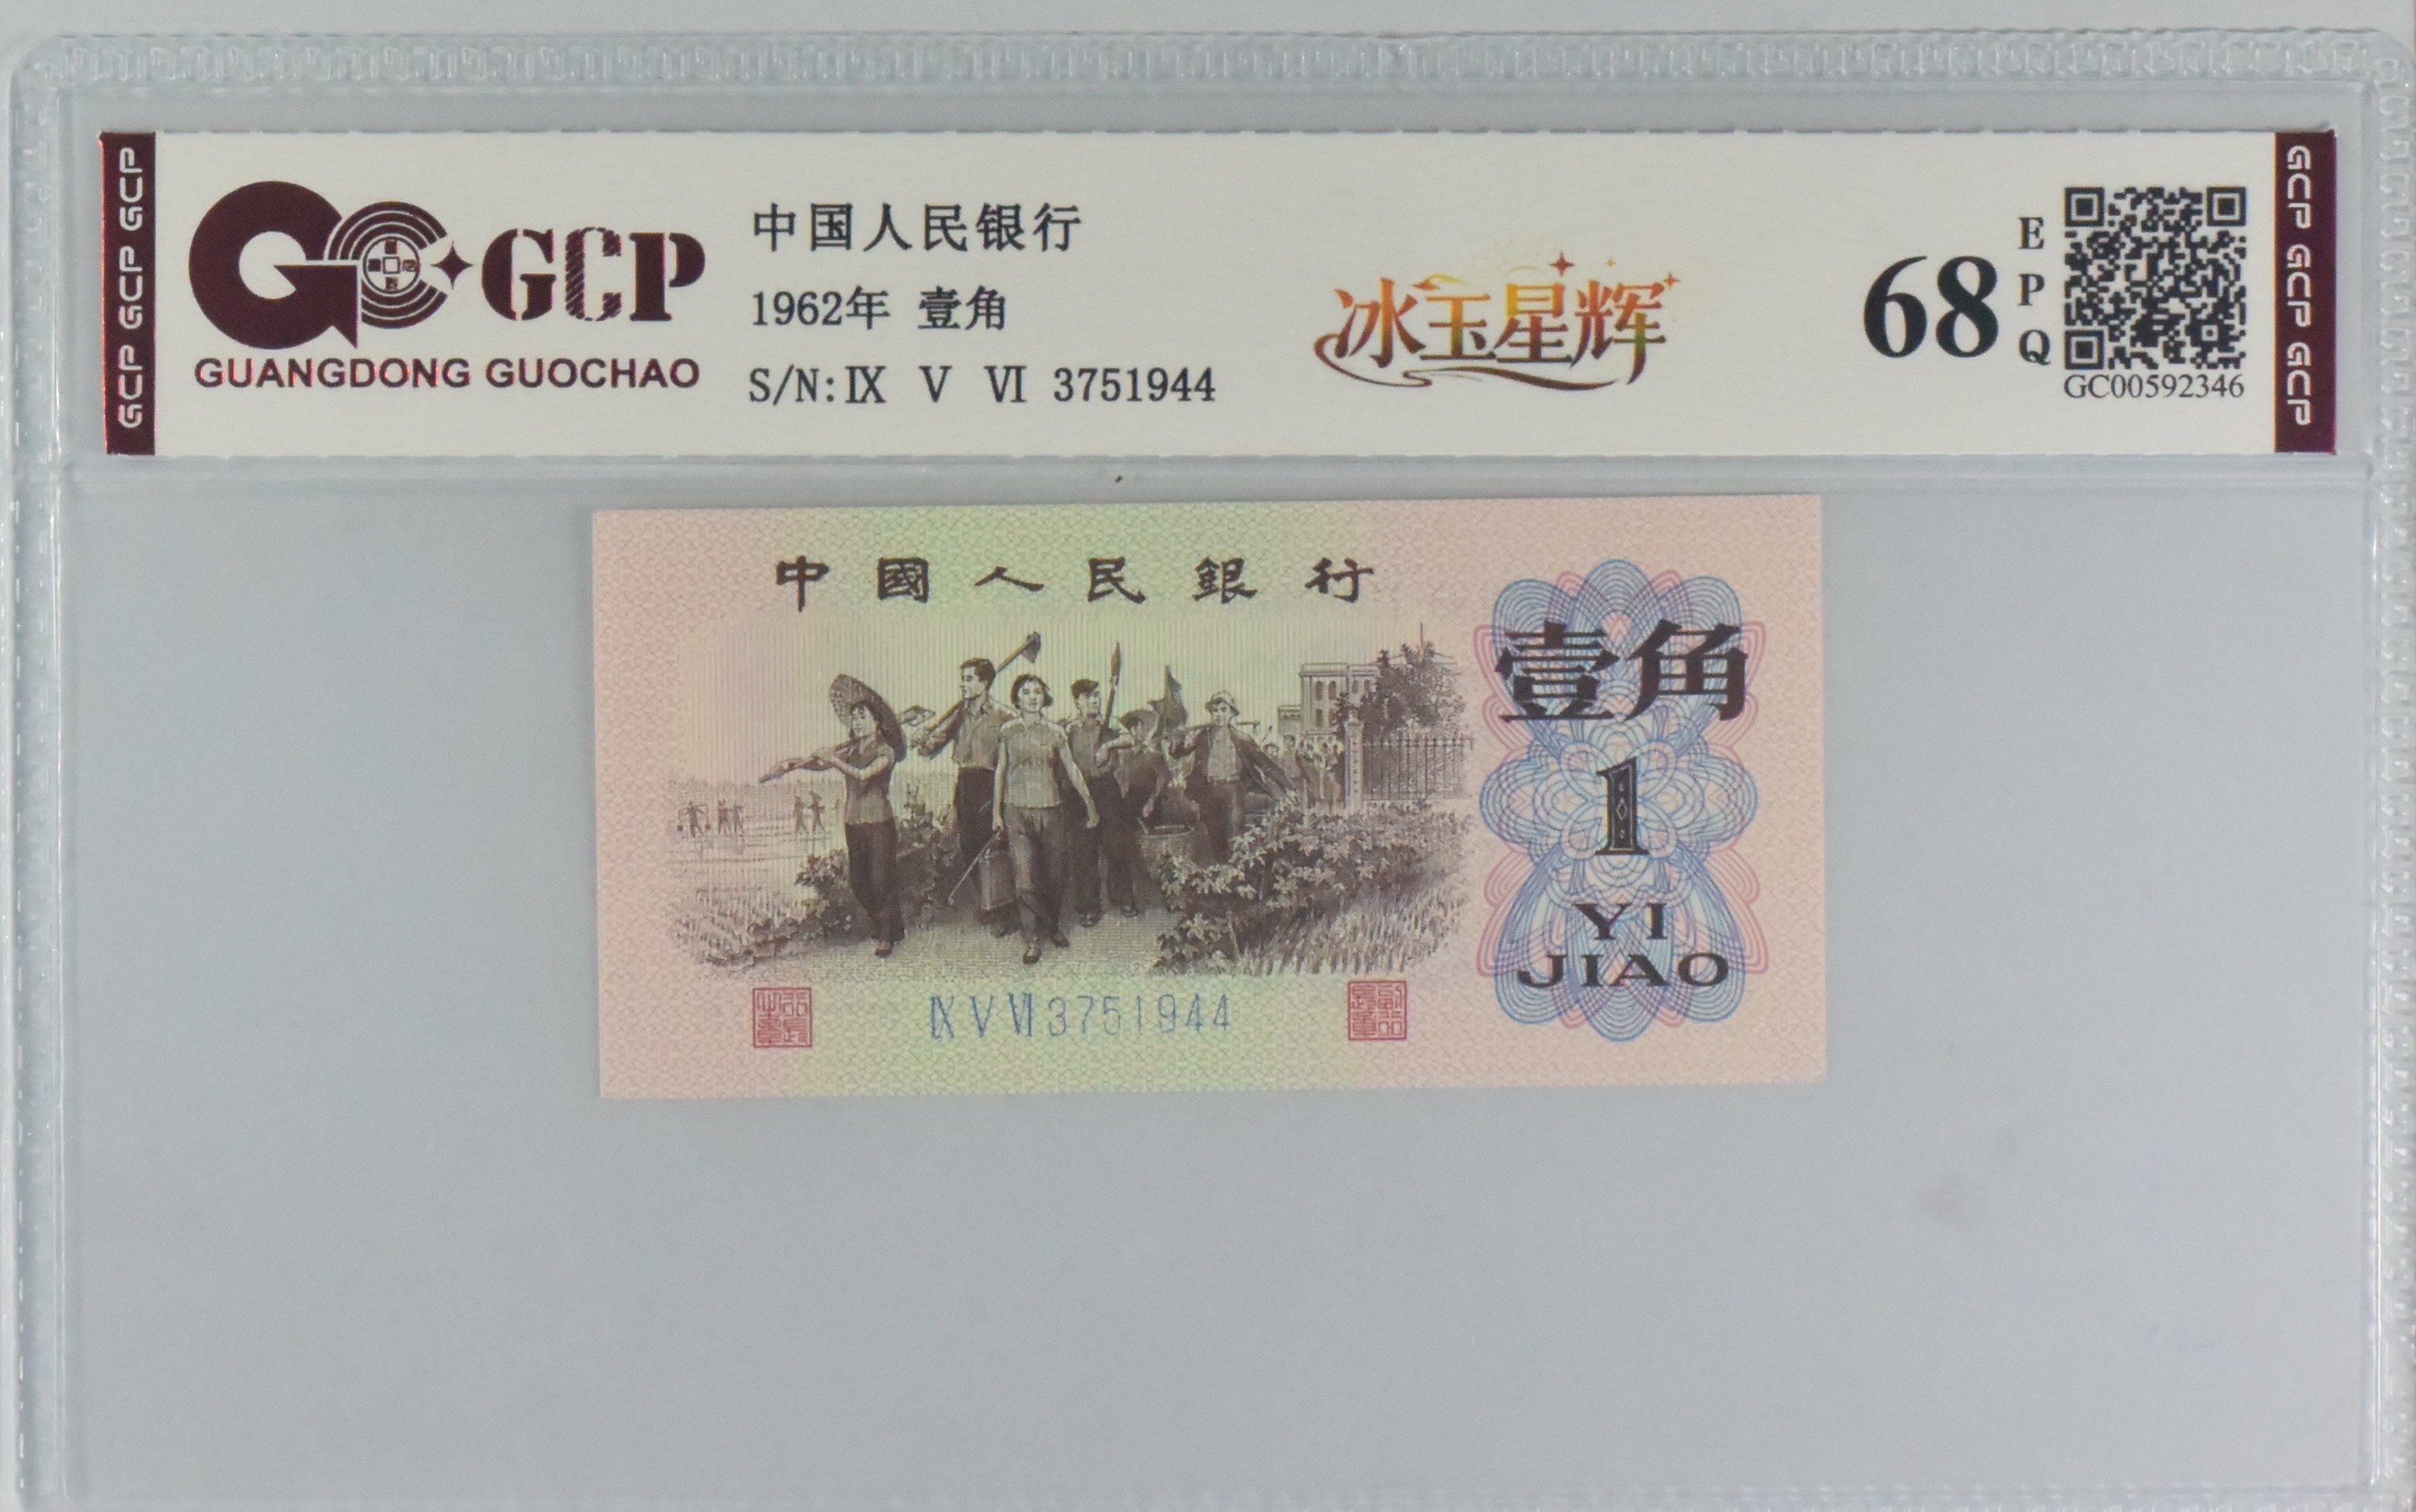 GCP GCP GCP
GCP
GUANGDONG GUOCHAO
中国人民银行
1962年 壹角
S/N:Ⅸ Ⅴ Ⅵ 3751944
冰玉星辉
68
EPQ
GC00592346
GCP GCP GCP
中國人民銀行
壹角
1
YI
JIAO
ⅨⅤⅥ3751944